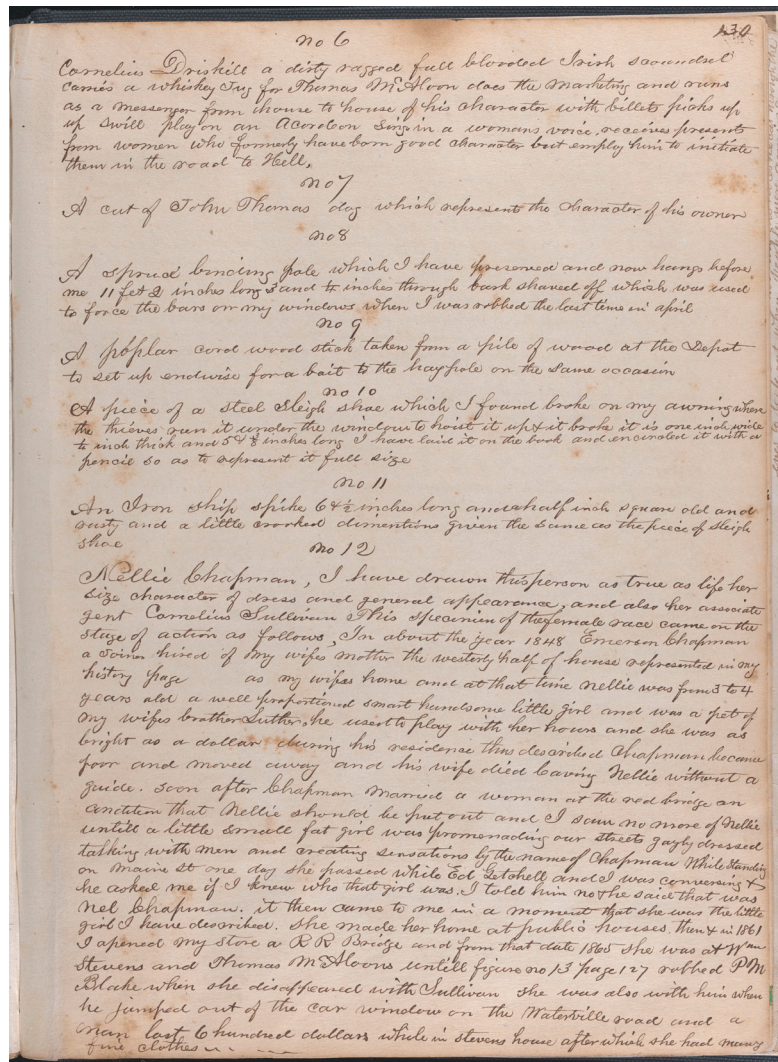 130
no 6
Cornelius Driskill a dirty ragged full blooded Irish scoundrel
carries a whiskey Jug for Thomas McAloon does the marketing and runs
as a messenger from house to house of his character with billets picks up
up swill play on an Acordeon Sings in a womans voice, receives presents
from women who formerly have born good character but employ him to initiate
them in the road to Hell,
no 7
A cut of John Thomas dog which represents the character of his owner
no 8
A spruce binding pole which I have preserved and now hangs before
me 11 feet 2 inches long 3 and ½ inches through bark shaved off which was used
to force the bars on my windows when I was robbed the last time in april
no 9
A poplar cord wood stick taken from a pile of wood at the Depot
to set up endwise for a bait to the haypole on the same occasion
no 10
A piece of a steel Sleigh shoe which I found broke on my awning when
the thieves run it under the window to hoist it up & it broke it is one inch wide
inch thick and 5 inches long I have laid it on the book and encircled it with a
pencil so as to represent it full size
no 11
An Iron ship spike 6 & ½ inches long and a half inch square old and
rusty and a little crooked dimentions given the same as the piece of Sleigh
shoe
no 12
Nellie Chapman, I have drawn this person as true as life her
size character of dress and general appearance, and also her associate
gent Cornelius Sullivan This specimen of the female race came on the
stage of action as follows, In about the year 1848 Emerson Chapman
a Joiner hired of my wifes mother the westerly half of house represented in my
history page as my wifes home and at that time Nellie was from 3 to 4
years old a well proportioned smart handsome little girl and was a pet of
my wifes brother Luther, he used to play with her hours and she was as
bright as a dollar during his residense thus described Chapman became
poor and moved away and his wife died leaving Nellie without a
guide. soon after Chapman married a woman at the red bridge on
condition that Nellie should be put out and I saw no more of Nellie
untill a little small fat girl was promenading our streets gayly dressed
talking with men and creating sensations by the name of Chapman While standing
on Maine St one day she passed while Ed Getchell and I was conversing &
he asked me if I knew who that girl was. I told him no & he said that was
Nel Chapman. it then came to me in a moment that she was the little
girl I have described. she made her home at public houses. then & in 1861
I opened my store a R R Bridge and from that date 1865 she was at Wm
Stevens and Thomas McAloons untill figure no 13 page 127 robbed P M
Blake when she disappeared with Sullivan she was also with him when
he jumped out of the car window on the Waterville road and a
man lost 6 hundred dollars while in stevens house after which she had many
fine clothes